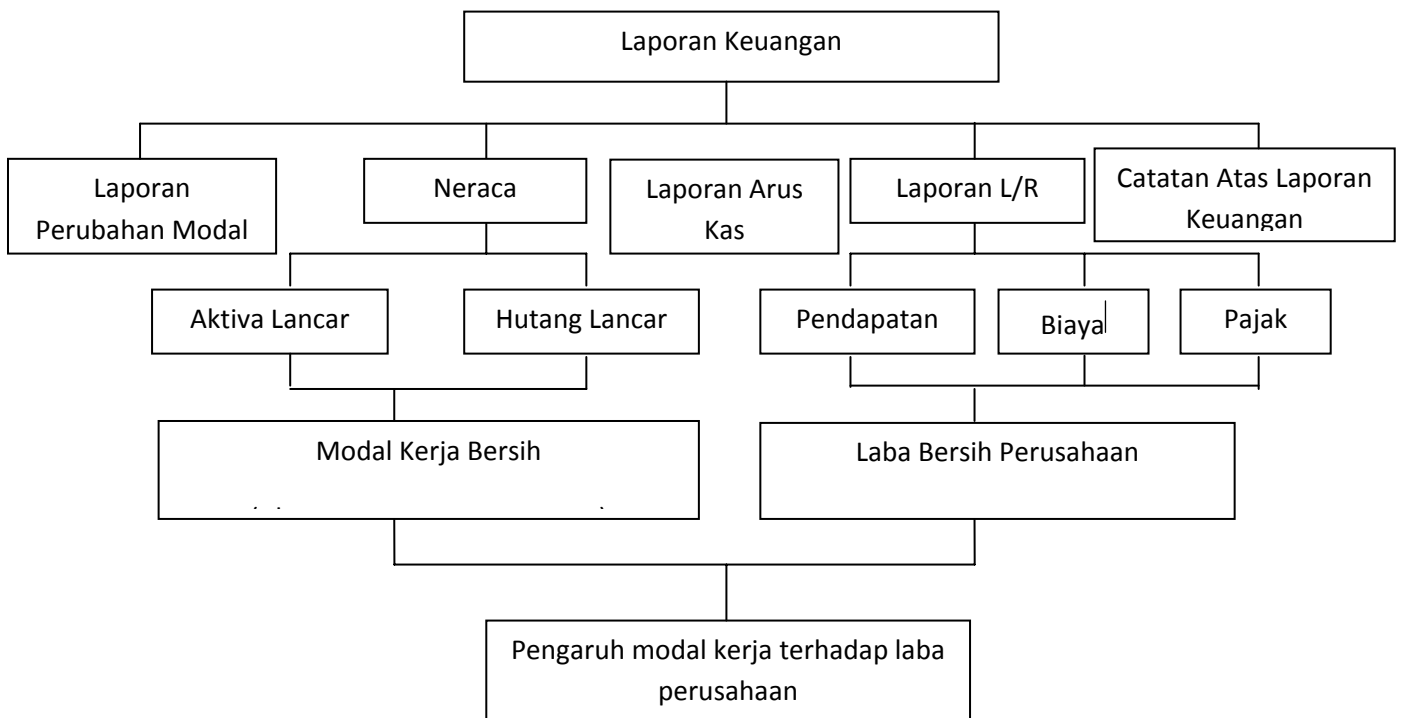 Laporan Keuangan
Laporan
Perubahan Modal
Neraca
Laporan Arus
Kas
Laporan L/R
Catatan Atas Laporan
Keuangan
Aktiva Lancar
Hutang Lancar
Pendapatan
Biaya
Pajak
Modal Kerja Bersih
Laba Bersih Perusahaan
Pengaruh modal kerja terhadap laba
perusahaan